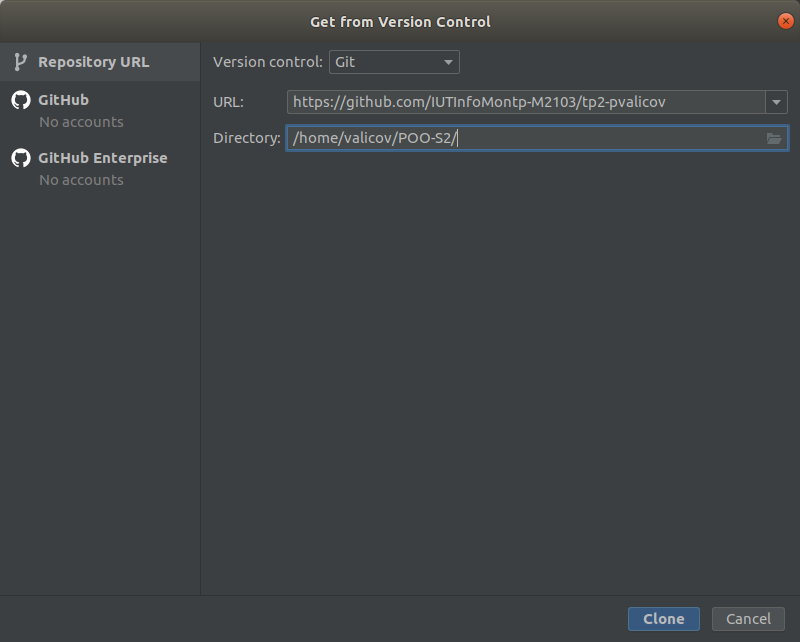 Get from Version Control
Repository URL
GitHub
No accounts
GitHub Enterprise
No accounts
Version control: Git
URL: https://github.com/IUTInfoMontp-M2103/tp2-pvalicov
Directory: /home/valicov/POO-S2/
Clone Cancel